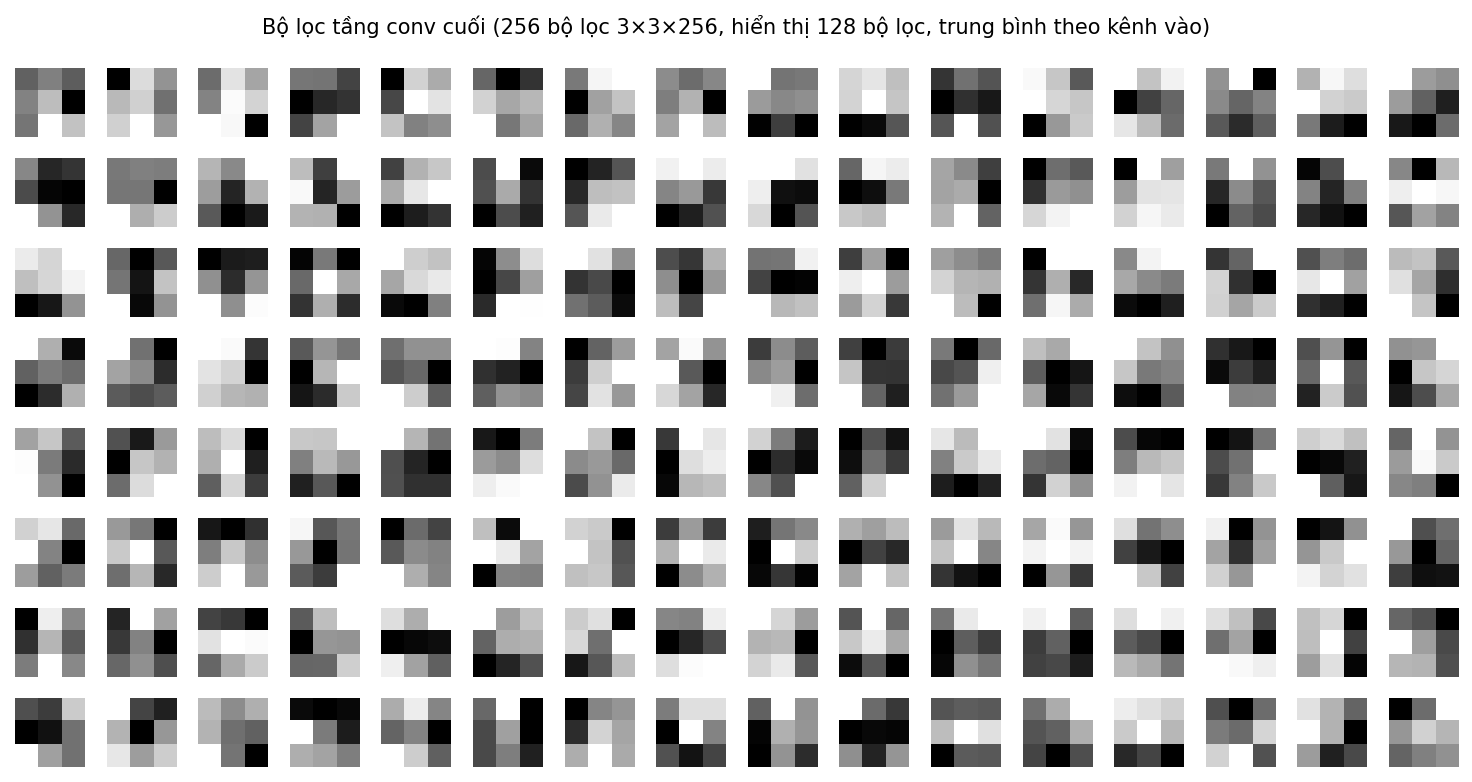 Bộ lọc tầng conv cuối (256 bộ lọc 3×3×256, hiển thị 128 bộ lọc, trung bình theo kênh vào)